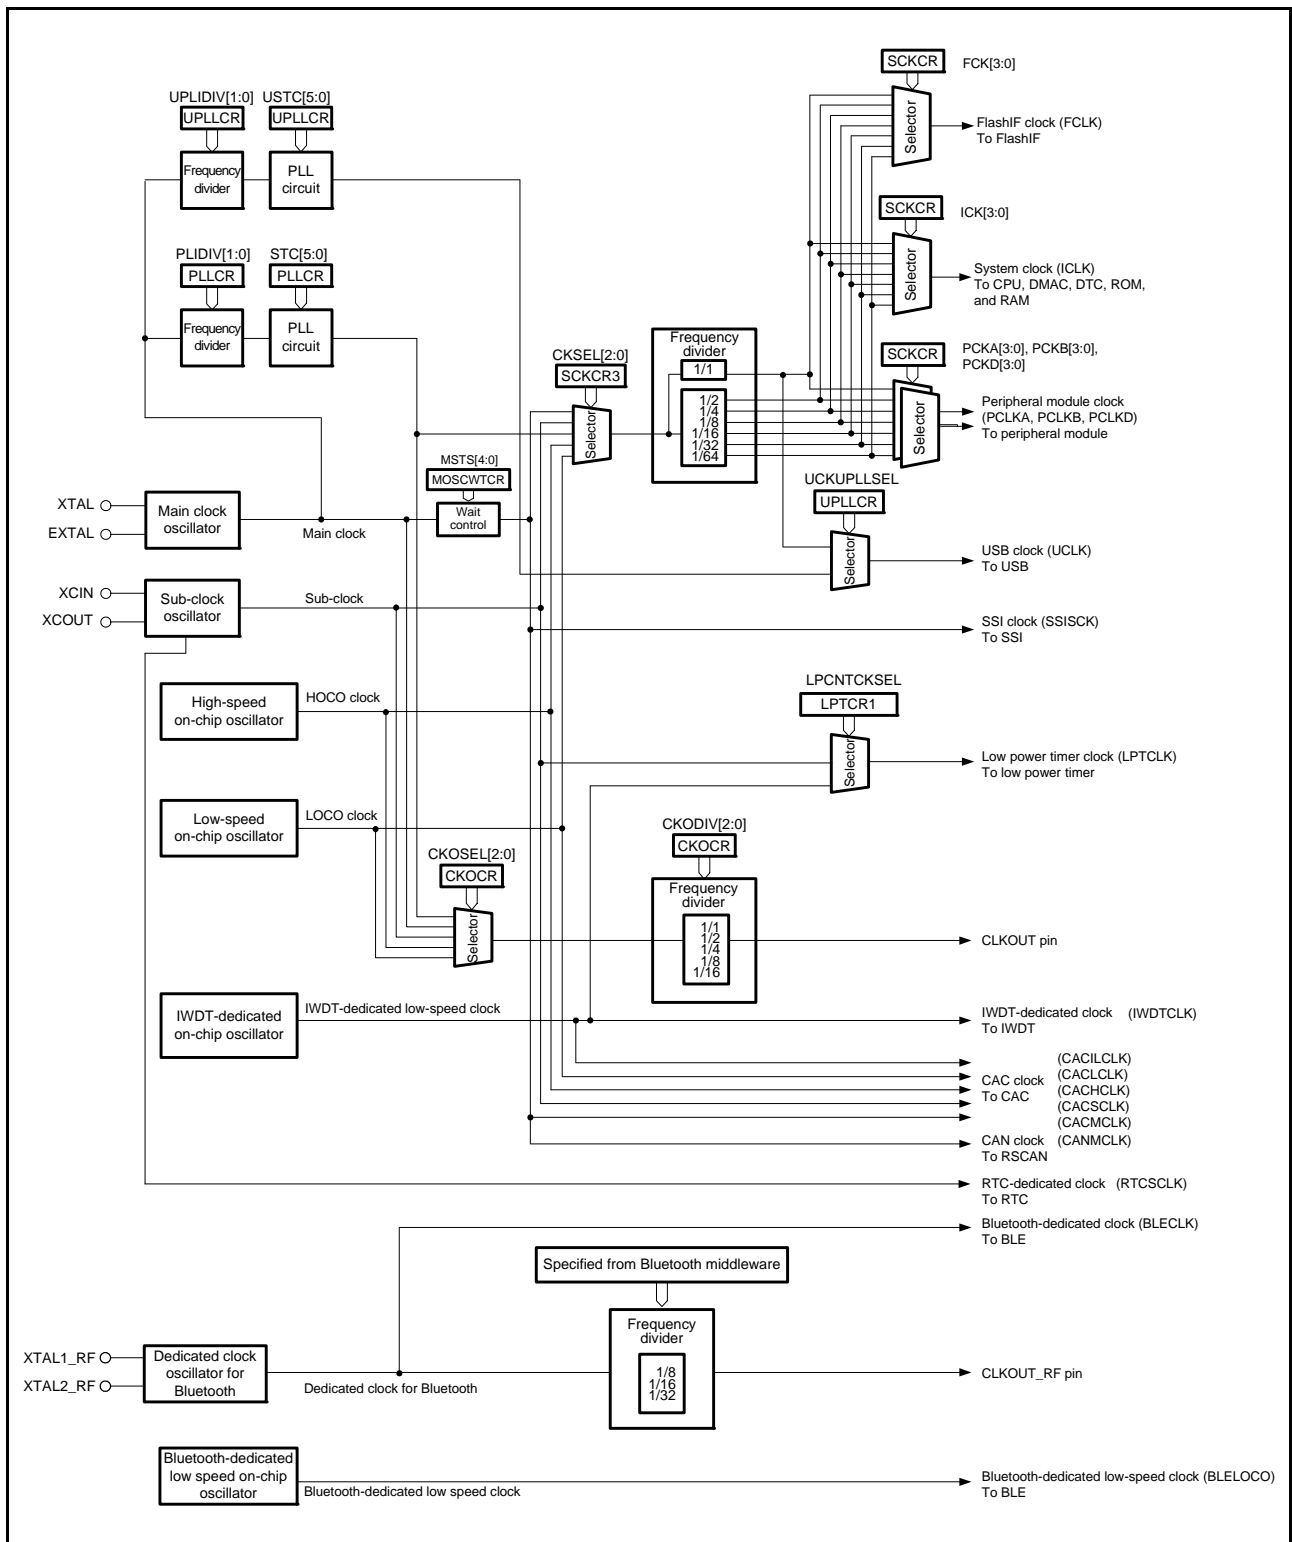 SCKCR FCK[3:0]
UPLIDIV[1:0] USTC[5:0]
UPLLCR UPLLCR
Selector
FlashIF clock (FCLK)
To FlashIF
Frequency
divider
PLL
circuit
SCKCR ICK[3:0]
PLIDIV[1:0] STC[5:0]
PLLCR PLLCR
Selector
System clock (ICLK)
To CPU, DMAC, DTC, ROM,
and RAM
Frequency
divider
PLL
circuit
Frequency
divider
1/1
1/2
1/4
1/8
1/16
1/32
1/64
CKSEL[2:0]
SCKCR3
Selector
SCKCR
PCKA[3:0], PCKB[3:0],
PCKD[3:0]
Selector
Peripheral module clock
(PCLKA, PCLKB, PCLKD)
To peripheral module
MSTS[4:0]
MOSCWTCR
Wait
control
UCKUPLLSEL
UPLLCR
Selector
USB clock (UCLK)
To USB
XTAL
EXTAL
Main clock
oscillator
Main clock
XCIN
XCOUT
Sub-clock
oscillator
Sub-clock
SSI clock (SSISCK)
To SSI
High-speed
on-chip oscillator
HOCO clock
LPCNTCKSEL
LPTCR1
Selector
Low power timer clock (LPTCLK)
To low power timer
Low-speed
on-chip oscillator
LOCO clock
CKOSEL[2:0]
CKOCR
Selector
CKODIV[2:0]
CKOCR
Frequency
divider
1/1
1/2
1/4
1/8
1/16
CLKOUT pin
IWDT-dedicated
on-chip oscillator
IWDT-dedicated low-speed clock
IWDT-dedicated clock (IWDTCLK)
To IWDT
CAC clock
To CAC
(CACILCLK)
(CACLCLK)
(CACHCLK)
(CACSCLK)
(CACMCLK)
CAN clock (CANMCLK)
To RSCAN
RTC-dedicated clock (RTCSCLK)
To RTC
Bluetooth-dedicated clock (BLECLK)
To BLE
Specified from Bluetooth middleware
Frequency
divider
1/8
1/16
1/32
XTAL1_RF
XTAL2_RF
Dedicated clock
oscillator for
Bluetooth
Dedicated clock for Bluetooth
CLKOUT_RF pin
Bluetooth-dedicated
low speed on-chip
oscillator
Bluetooth-dedicated low speed clock
Bluetooth-dedicated low-speed clock (BLELOCO)
To BLE